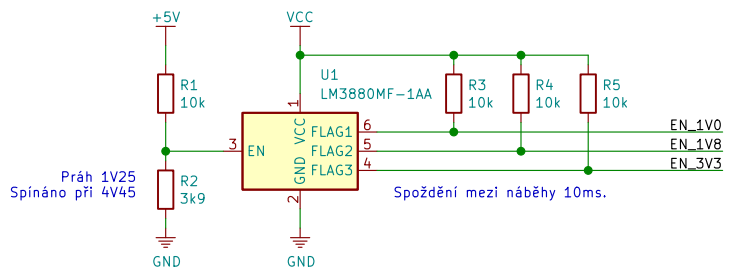 +5V
VCC
R1
10k
U1
LM3880MF-1AA
R3
10k
R4
10k
R5
10k
1
VCC
FLAG1
6
EN_1V0
3
EN
FLAG2
5
EN_1V8
FLAG3
4
EN_3V3
GND
2
Práh 1V25
Spínáno při 4V45
R2
3k9
Spoždění mezi náběhy 10ms.
GND
GND